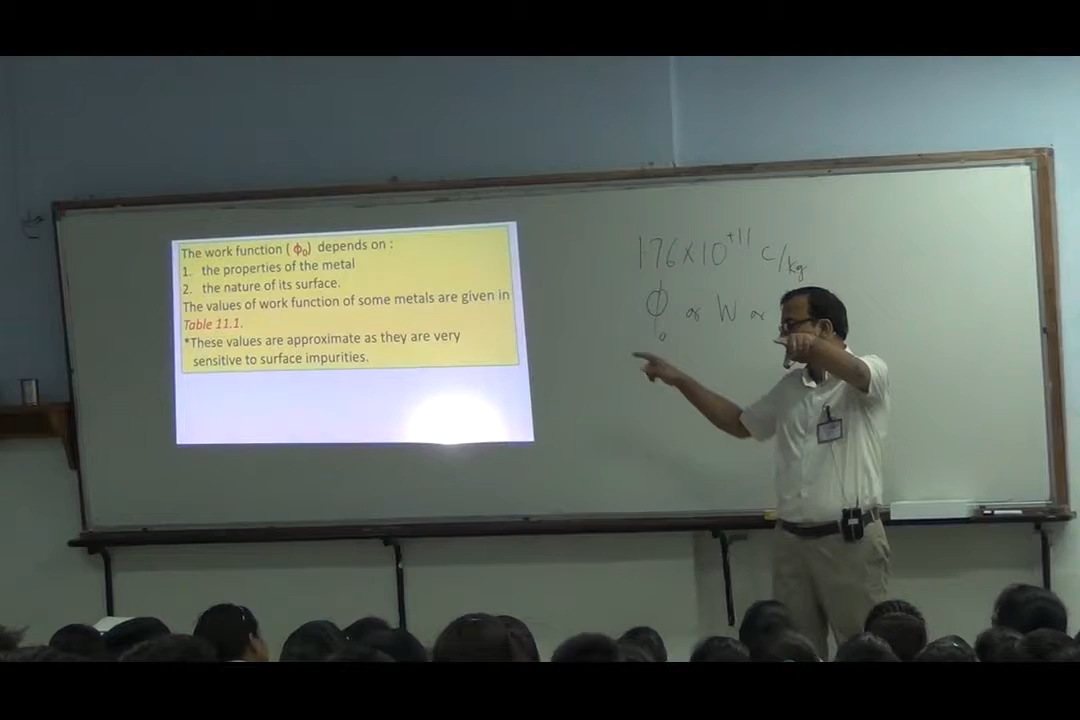 The work function ( ϕ₀) depends on :
1. the properties of the metal
2. the nature of its surface.
The values of work function of some metals are given in
Table 11.1.
*These values are approximate as they are very
sensitive to surface impurities.
1.76×10⁺¹¹ C/kg
ϕ₀ or W or